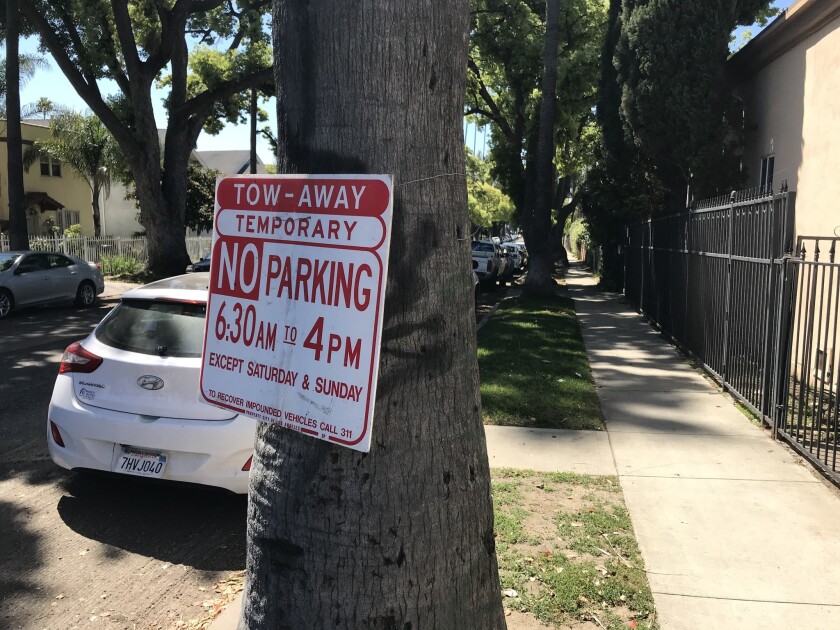 TOW-AWAY
TEMPORARY
NO PARKING
6:30AM TO 4PM
EXCEPT SATURDAY & SUNDAY
TO RECOVER IMPOUNDED VEHICLES CALL 311
7HVJ040